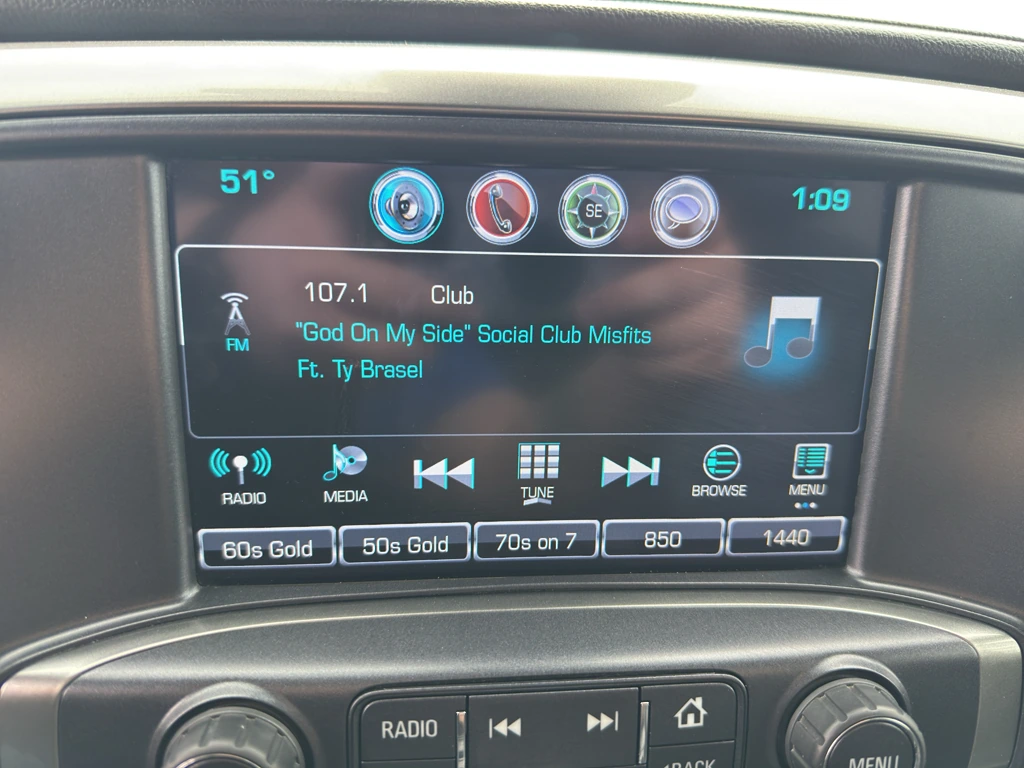 51°
SE
1:09
107.1 Club
"God On My Side" Social Club Misfits
Ft. Ty Brasel
FM
RADIO
MEDIA
TUNE
BROWSE
MENU
60s Gold
50s Gold
70s on 7
850
1440
RADIO
MENU
BACK